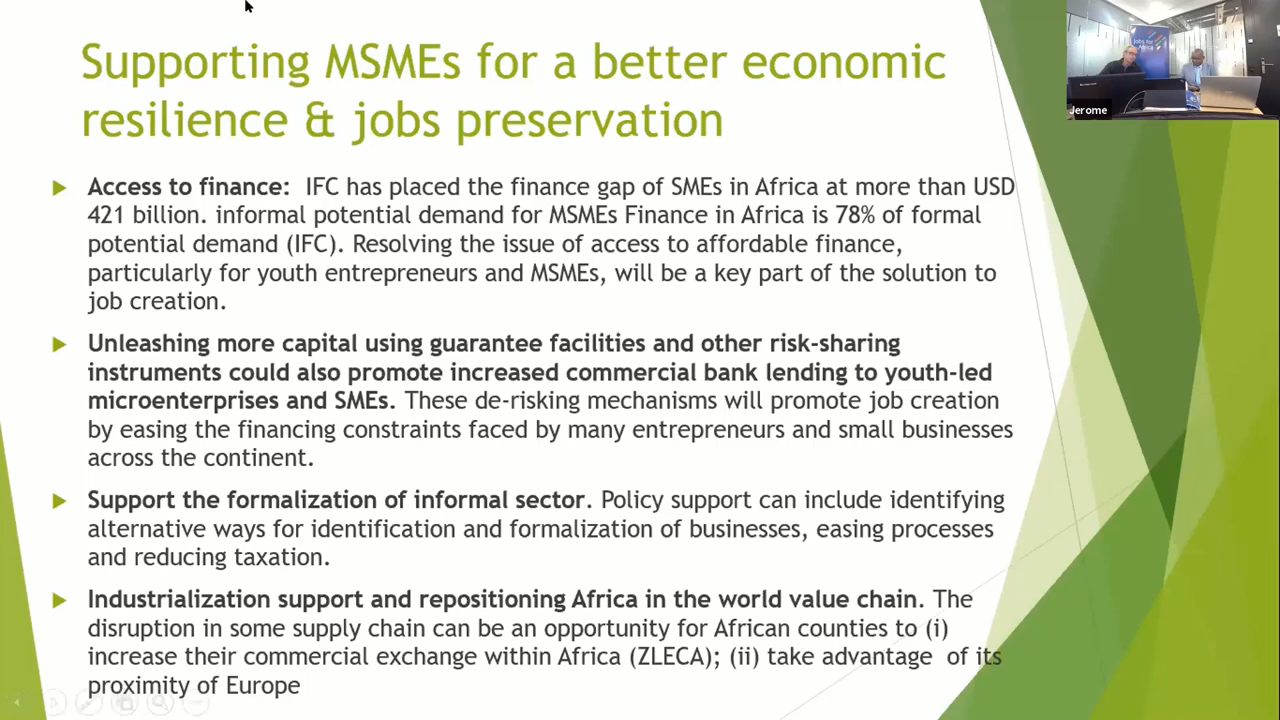 Supporting MSMEs for a better economic
resilience & jobs preservation
Access to finance: IFC has placed the finance gap of SMEs in Africa at more than USD
421 billion. informal potential demand for MSMEs Finance in Africa is 78% of formal
potential demand (IFC). Resolving the issue of access to affordable finance,
particularly for youth entrepreneurs and MSMEs, will be a key part of the solution to
job creation.
Unleashing more capital using guarantee facilities and other risk-sharing
instruments could also promote increased commercial bank lending to youth-led
microenterprises and SMEs. These de-risking mechanisms will promote job creation
by easing the financing constraints faced by many entrepreneurs and small businesses
across the continent.
Support the formalization of informal sector. Policy support can include identifying
alternative ways for identification and formalization of businesses, easing processes
and reducing taxation.
Industrialization support and repositioning Africa in the world value chain. The
disruption in some supply chain can be an opportunity for African counties to (i)
increase their commercial exchange within Africa (ZLECA); (ii) take advantage of its
proximity of Europe
Jobs for
Africa
Jerome